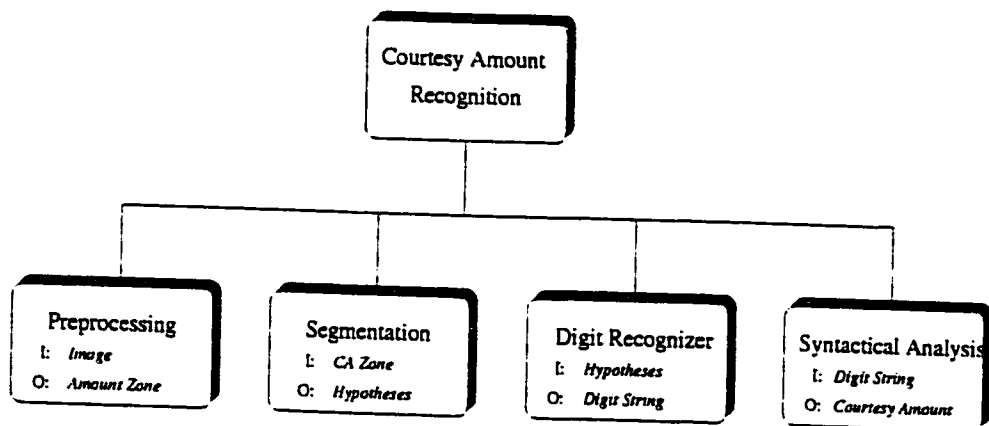 Courtesy Amount
Recognition
Preprocessing
I: Image
O: Amount Zone
Segmentation
I: CA Zone
O: Hypotheses
Digit Recognizer
I: Hypotheses
O: Digit String
Syntactical Analysis
I: Digit String
O: Courtesy Amount